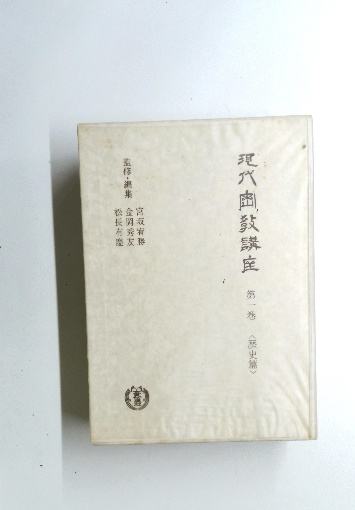 現代密教講座
第一巻 〈歴史篇〉
監修・編集
宮坂宥勝
金岡秀友
松長有慶